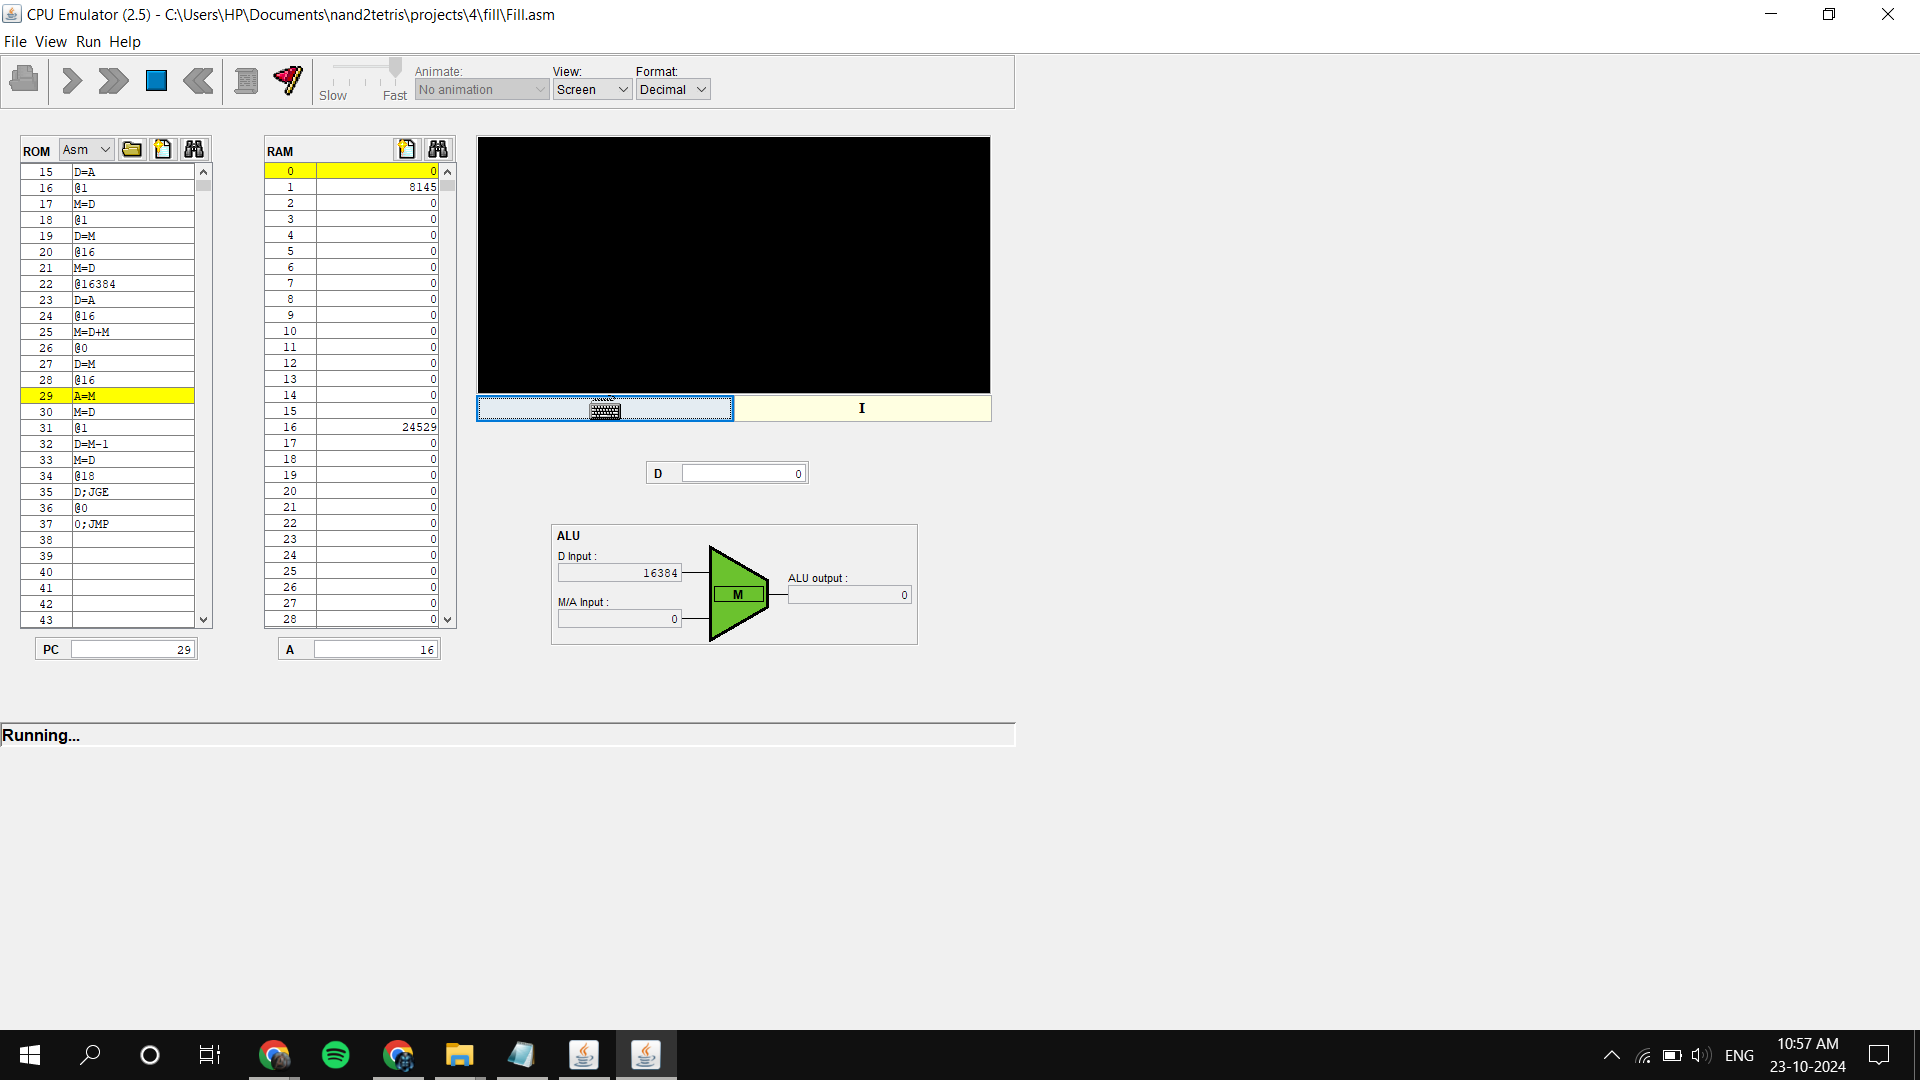 CPU Emulator (2.5) - C:\Users\HP\Documents\nand2tetris\projects\4\fill\Fill.asm
File View Run Help
Slow Fast
Animate:
No animation
View:
Screen
Format:
Decimal
ROM Asm
15 D=A
16 @1
17 M=D
18 @1
19 D=M
20 @16
21 M=D
22 @16384
23 D=A
24 @16
25 M=D+M
26 @0
27 D=M
28 @16
29 A=M
30 M=D
31 @1
32 D=M-1
33 M=D
34 @18
35 D;JGE
36 @0
37 0;JMP
38
39
40
41
42
43
PC 29
RAM
0 0
1 8145
2 0
3 0
4 0
5 0
6 0
7 0
8 0
9 0
10 0
11 0
12 0
13 0
14 0
15 0
16 24529
17 0
18 0
19 0
20 0
21 0
22 0
23 0
24 0
25 0
26 0
27 0
28 0
A 16
I
D 0
ALU
D Input :
16384
M/A Input :
0
M
ALU output :
0
Running...
ENG
10:57 AM
23-10-2024